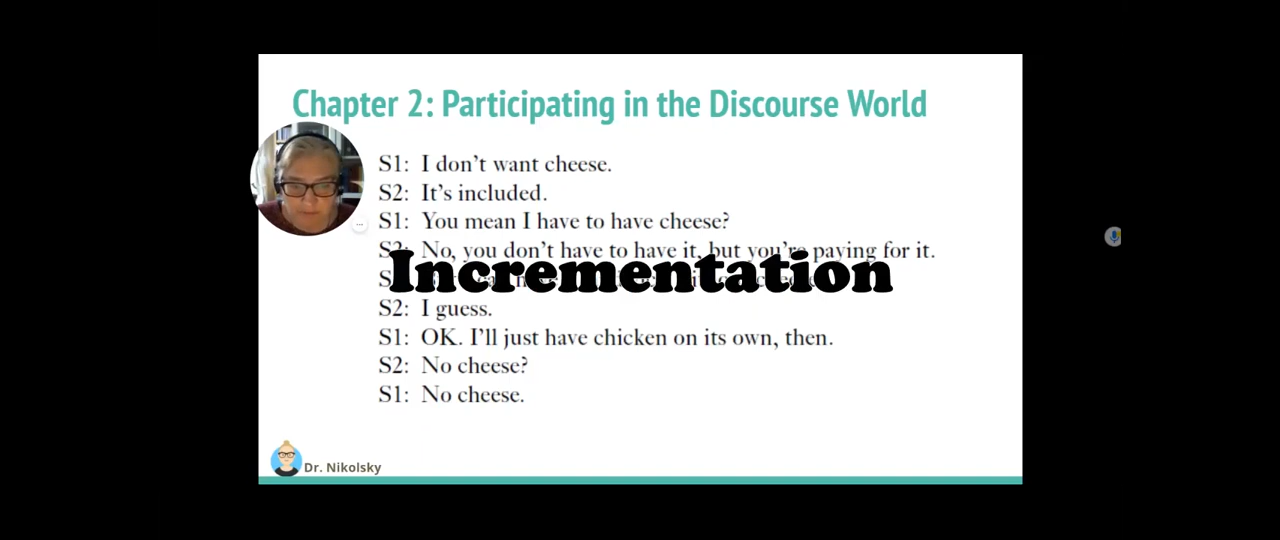 Chapter 2: Participating in the Discourse World
S1: I don't want cheese.
S2: It's included.
S1: You mean I have to have cheese?
S2: No, you don't have to have it, but you're paying for it.
Incrementation
S2: I guess.
S1: OK. I'll just have chicken on its own, then.
S2: No cheese?
S1: No cheese.
Dr. Nikolsky